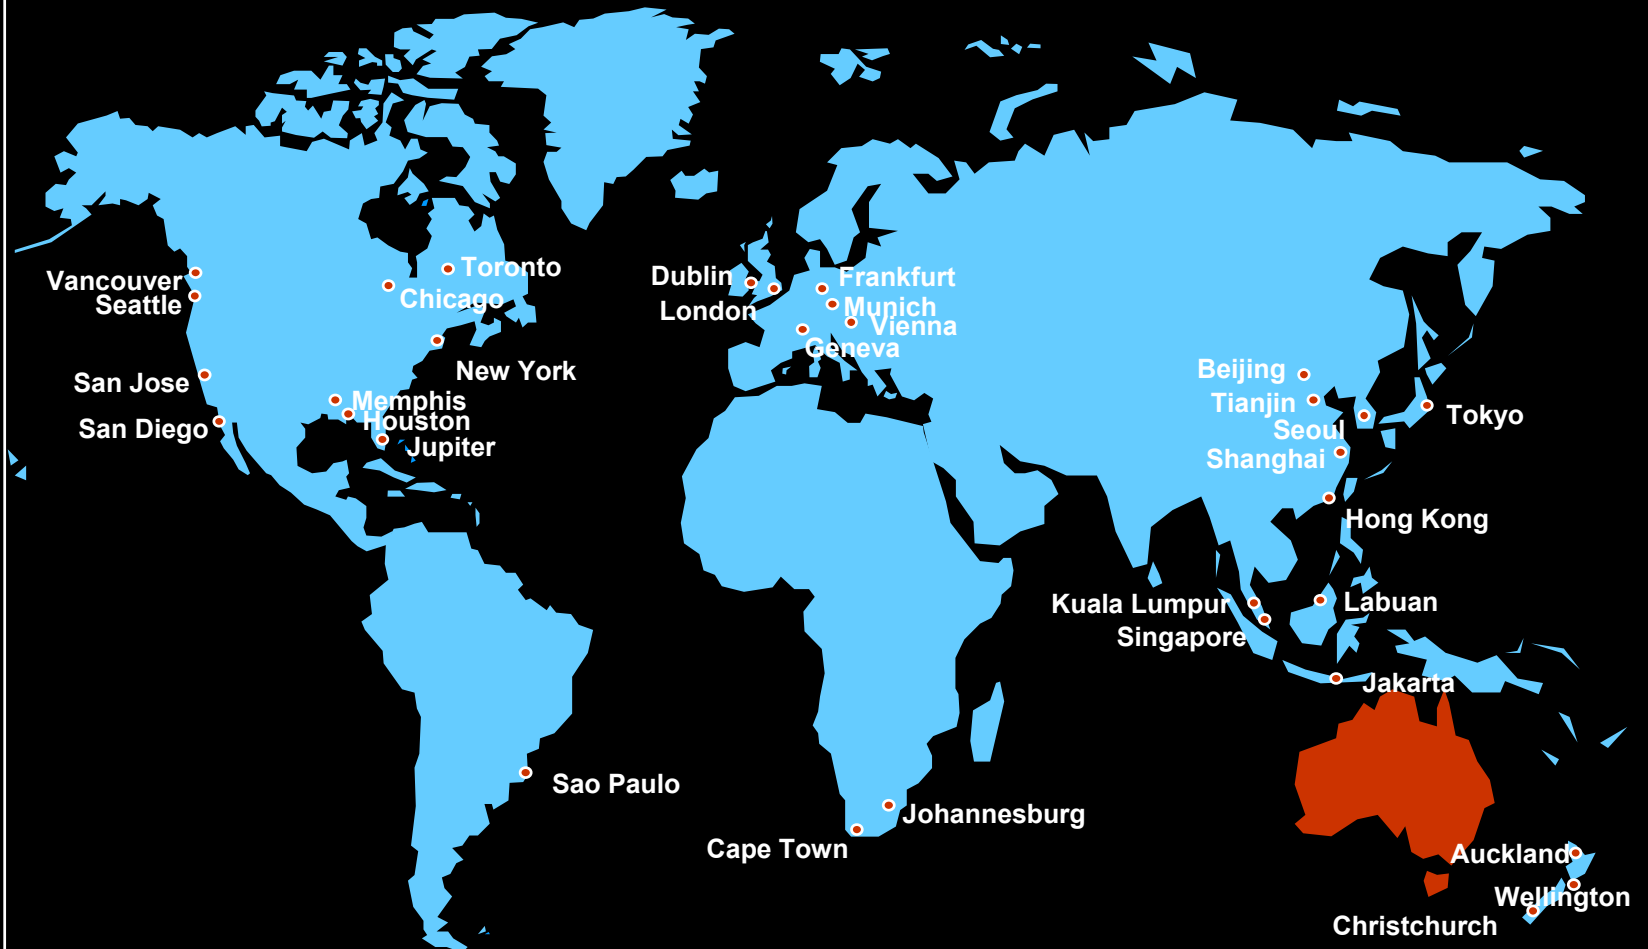 Vancouver
Seattle
San Jose
San Diego
Toronto
Chicago
New York
Memphis
Houston
Jupiter
Sao Paulo
Dublin
London
Frankfurt
Munich
Vienna
Geneva
Johannesburg
Cape Town
Beijing
Tianjin
Seoul
Shanghai
Tokyo
Hong Kong
Kuala Lumpur
Singapore
Labuan
Jakarta
Auckland
Wellington
Christchurch